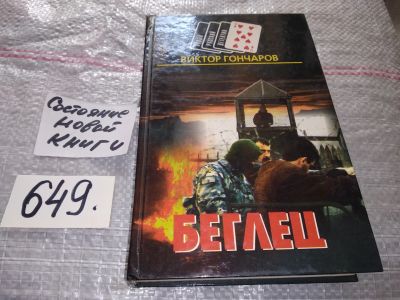 ВИКТОР ГОНЧАРОВ
Состояние
новой
книги
649.
БЕГЛЕЦ